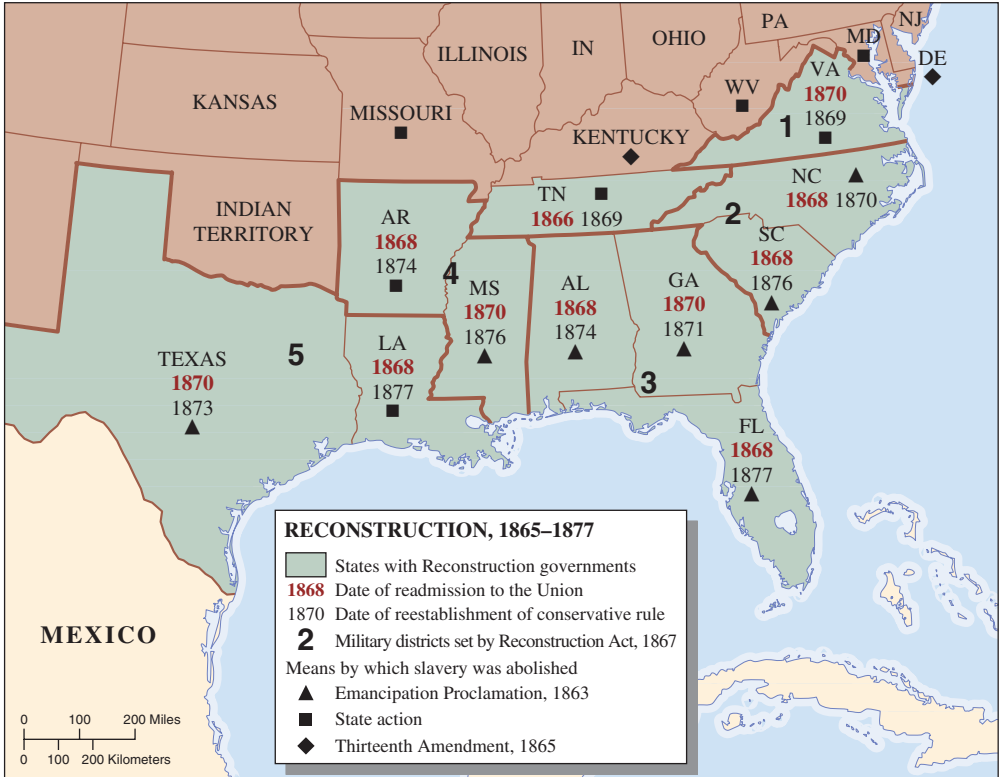 PA
NJ
ILLINOIS
IN
OHIO
MD
DE
KANSAS
MISSOURI
WV
VA
1870
1869
1
KENTUCKY
INDIAN
TERRITORY
AR
1868
1874
TN
1866 1869
NC
1868 1870
2
SC
1868
1876
4
MS
1870
1876
AL
1868
1874
GA
1870
1871
TEXAS
1870
1873
5
LA
1868
1877
3
FL
1868
1877
MEXICO
RECONSTRUCTION, 1865–1877
States with Reconstruction governments
1868 Date of readmission to the Union
1870 Date of reestablishment of conservative rule
2 Military districts set by Reconstruction Act, 1867
Means by which slavery was abolished
Emancipation Proclamation, 1863
State action
Thirteenth Amendment, 1865
0 100 200 Miles
0 100 200 Kilometers